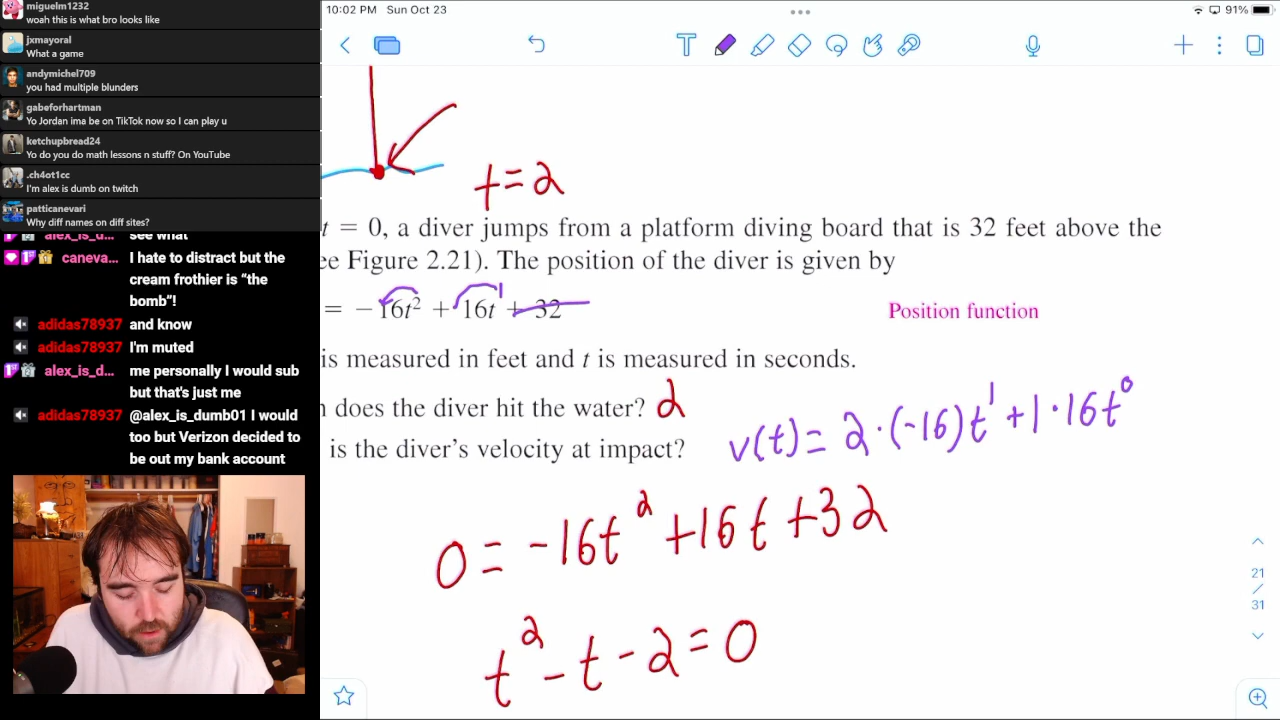 miguelm1232
woah this is what bro looks like
jxmayoral
What a game
andymichel709
you had multiple blunders
gabeforhartman
Yo Jordan ima be on TikTok now so I can play u
ketchupbread24
Yo do you do math lessons n stuff? On YouTube
.ch4ot1cc
I'm alex is dumb on twitch
patticanevari
Why diff names on diff sites?
alex_is_d... see what
caneva... I hate to distract but the
cream frothier is “the
bomb”!
adidas78937 and know
adidas78937 I'm muted
alex_is_d... me personally I would sub
but that's just me
adidas78937 @alex_is_dumb01 I would
too but Verizon decided to
be out my bank account
10:02 PM Sun Oct 23
91%
T
t = 2
t = 0, a diver jumps from a platform diving board that is 32 feet above the
ee Figure 2.21). The position of the diver is given by
= −16t² + 16t¹ + 32
Position function
is measured in feet and t is measured in seconds.
n does the diver hit the water? 2
is the diver's velocity at impact?
v(t) = 2·(-16)t¹ + 1·16t⁰
0 = -16t² + 16t + 32
t² - t - 2 = 0
21
/
31